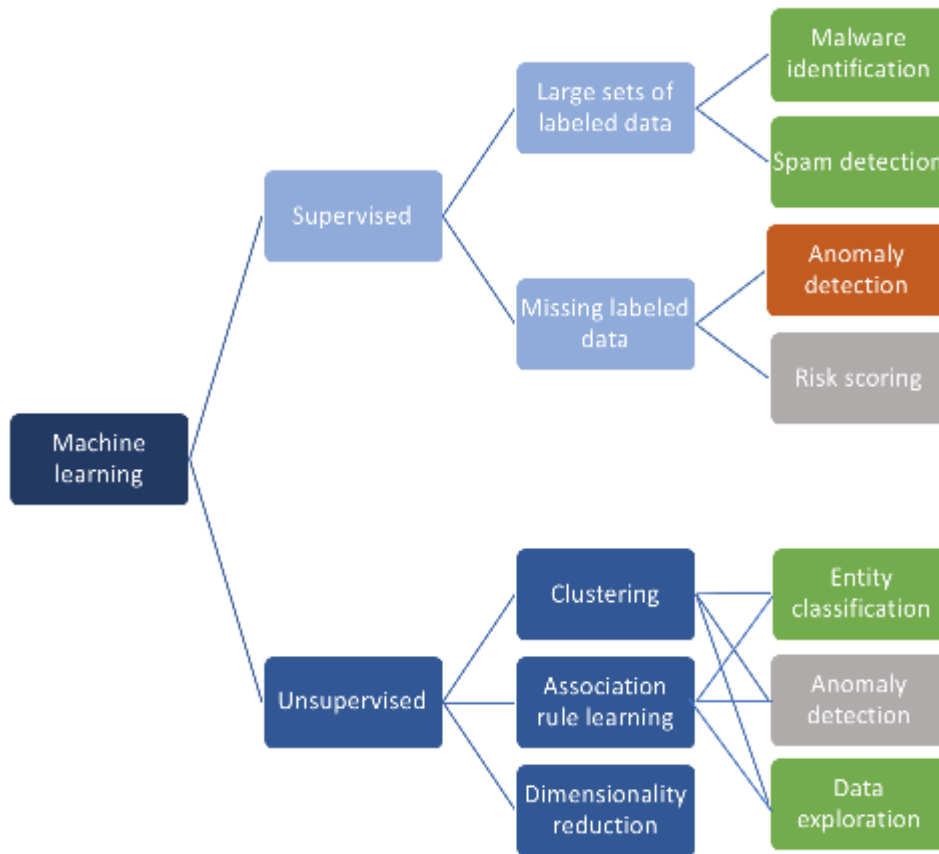 Malware
identification
Large sets of
labeled data
Spam detection
Supervised
Anomaly
detection
Missing labeled
data
Risk scoring
Machine
learning
Entity
classification
Clustering
Unsupervised
Association
rule learning
Anomaly
detection
Dimensionality
reduction
Data
exploration